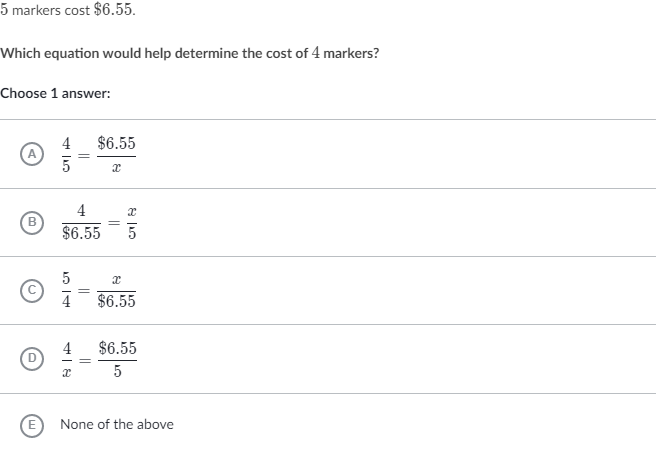 5 markers cost $6.55.
Which equation would help determine the cost of 4 markers?
Choose 1 answer:
A 4/5 = $6.55/x
B 4/$6.55 = x/5
C 5/4 = x/$6.55
D 4/x = $6.55/5
E None of the above